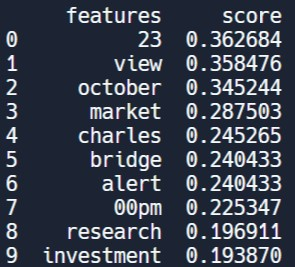 features score
0 23 0.362684
1 view 0.358476
2 october 0.345244
3 market 0.287503
4 charles 0.245265
5 bridge 0.240433
6 alert 0.240433
7 00pm 0.225347
8 research 0.196911
9 investment 0.193870